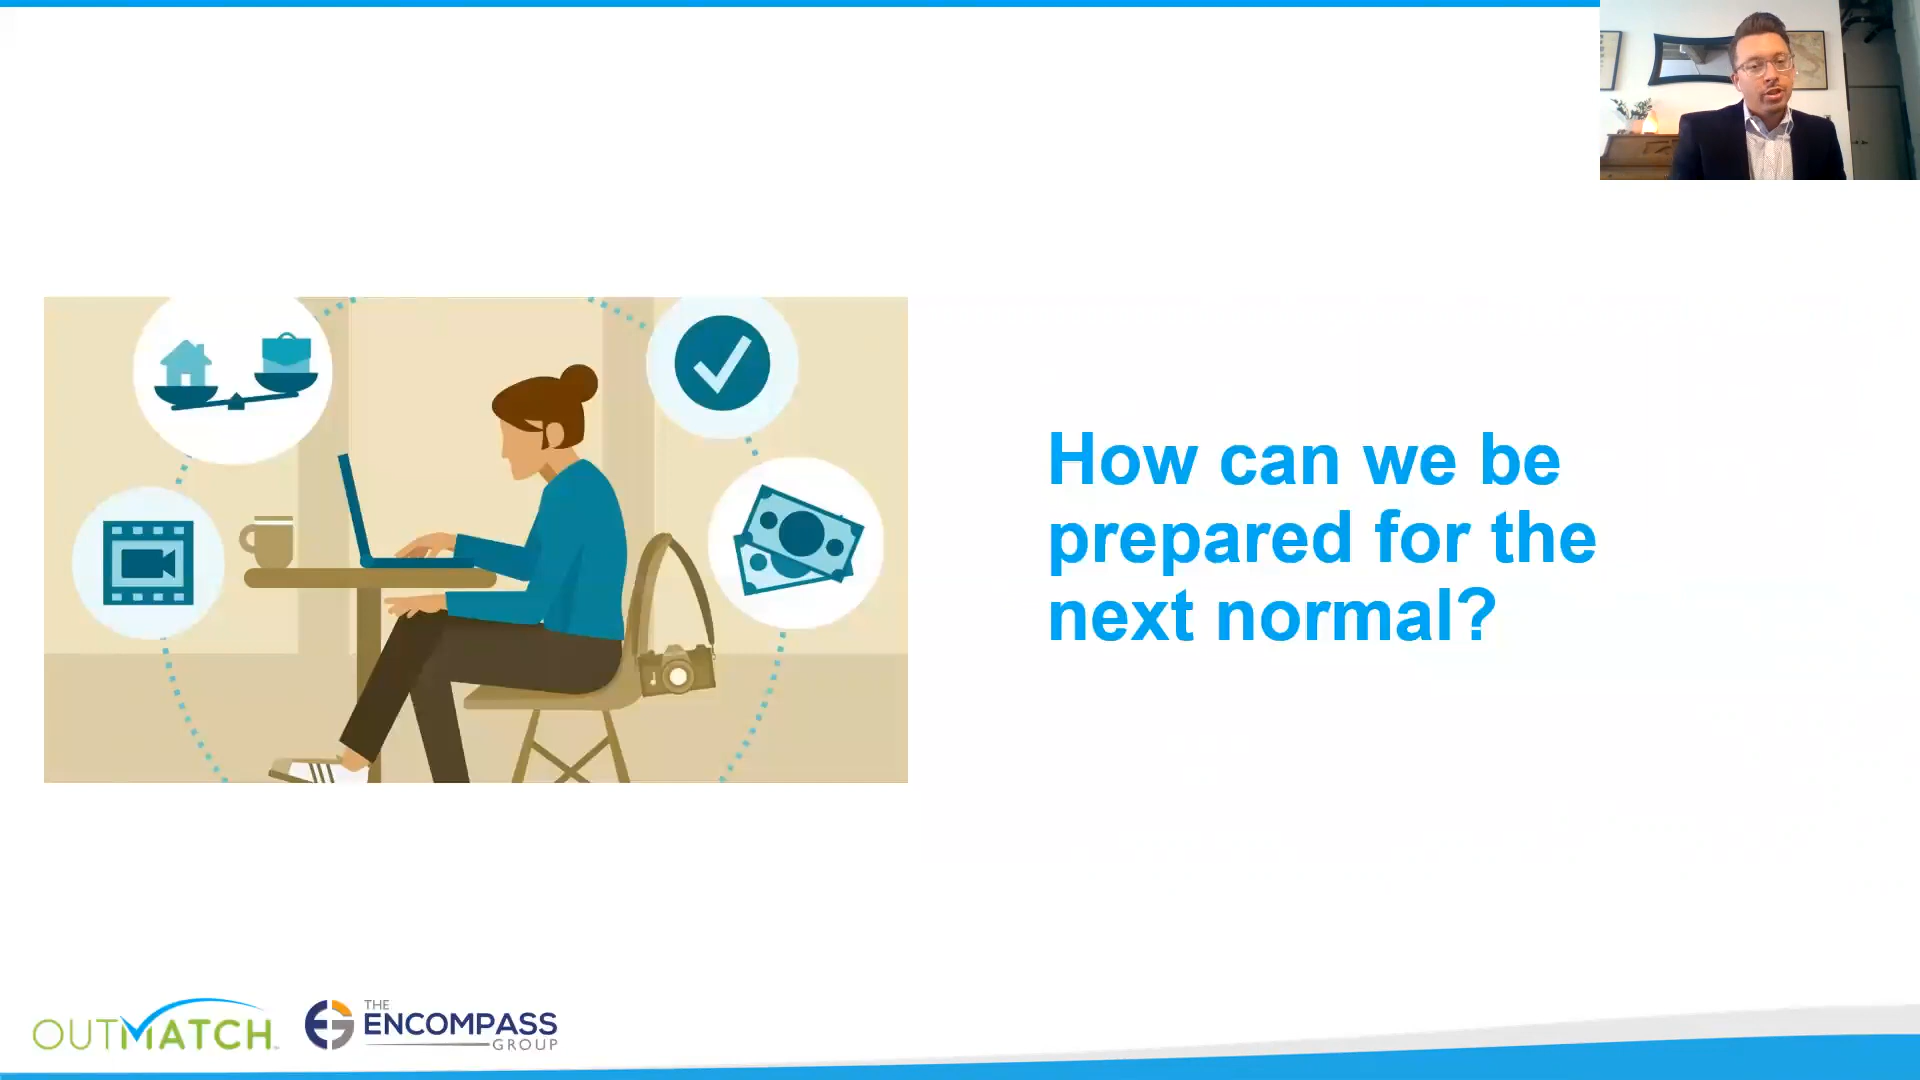 How can we be
prepared for the
next normal?
OUTMATCH
THE
ENCOMPASS
GROUP